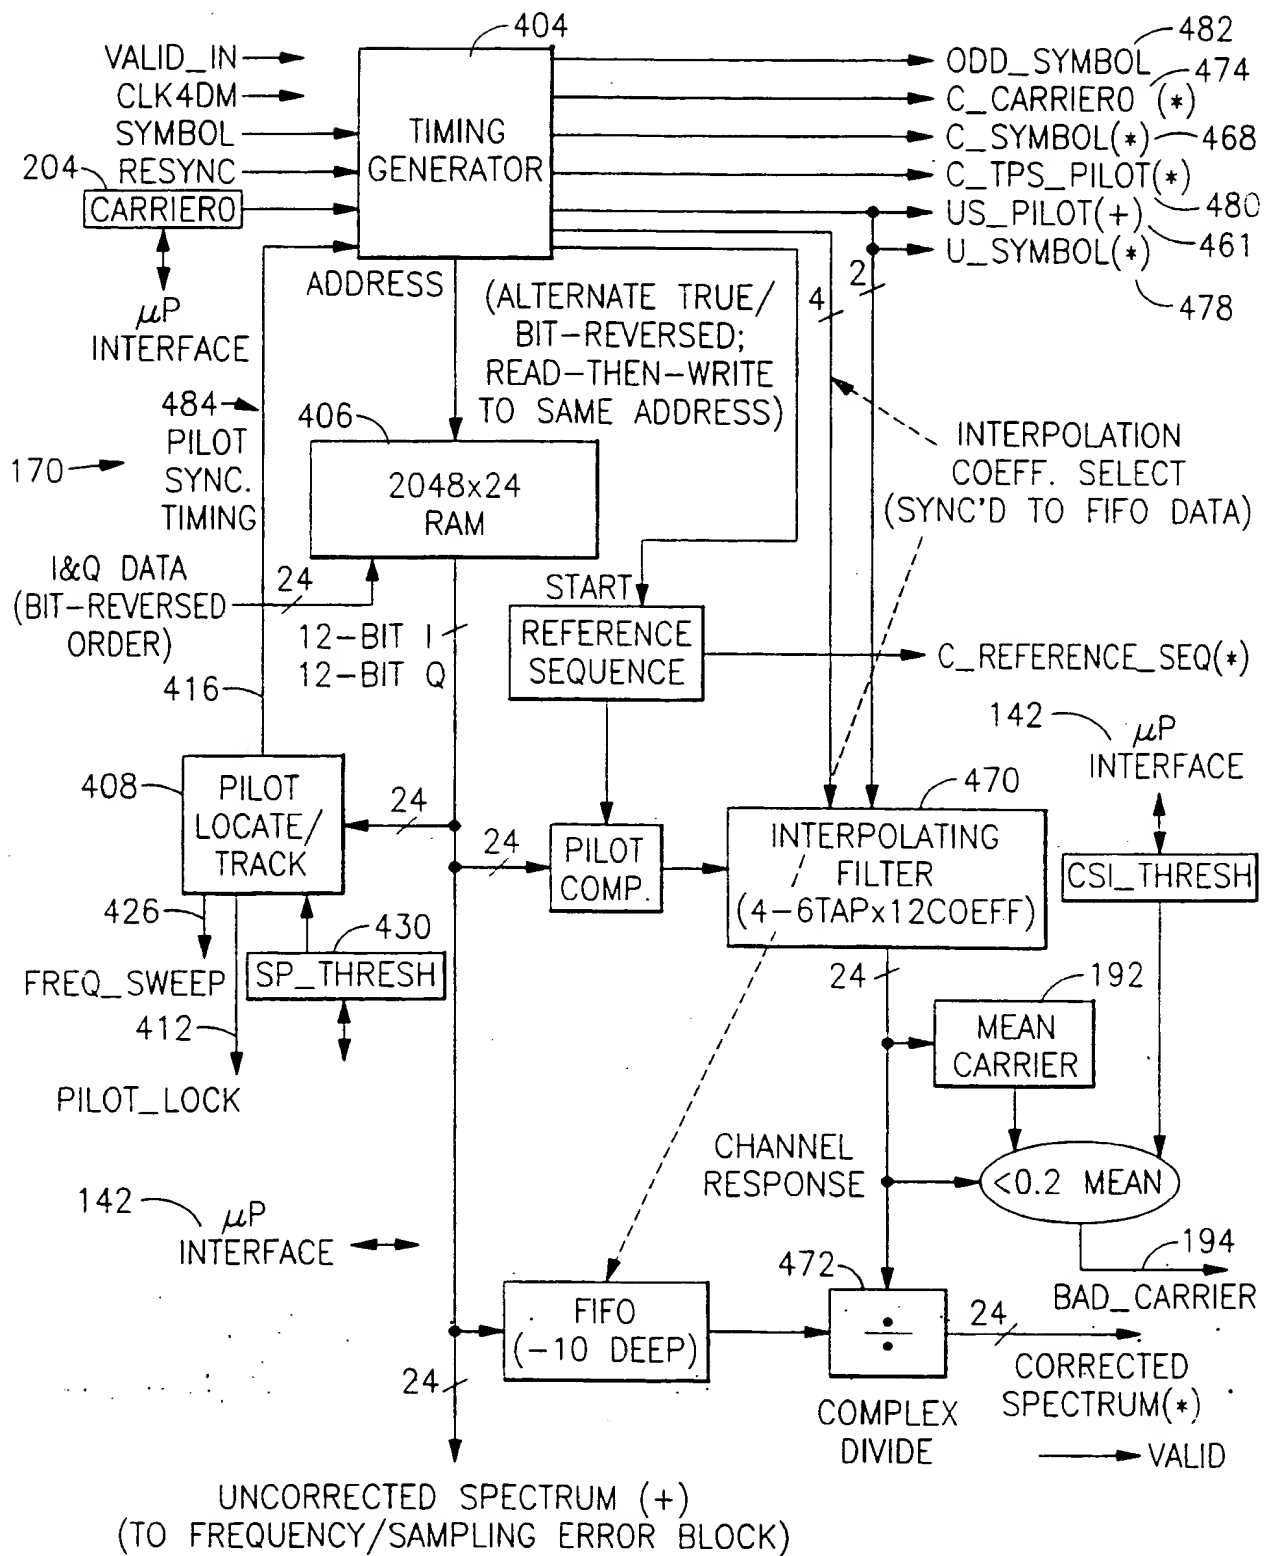 404
482
VALID_IN
ODD_SYMBOL
474
CLK4DM
C_CARRIER0 (*)
SYMBOL
TIMING
GENERATOR
C_SYMBOL(*)
468
204
RESYNC
C_TPS_PILOT(*)
480
CARRIER0
US_PILOT(+)
461
U_SYMBOL(*)
478
ADDRESS
4
2
(ALTERNATE TRUE/
BIT-REVERSED;
READ-THEN-WRITE
TO SAME ADDRESS)
μP
INTERFACE
484
PILOT
SYNC.
TIMING
170
406
2048x24
RAM
INTERPOLATION
COEFF. SELECT
(SYNC'D TO FIFO DATA)
I&Q DATA
(BIT-REVERSED
ORDER)
24
START
12-BIT I
12-BIT Q
REFERENCE
SEQUENCE
C_REFERENCE_SEQ(*)
416
142
μP
INTERFACE
408
PILOT
LOCATE/
TRACK
24
24
PILOT
COMP.
470
INTERPOLATING
FILTER
(4-6TAPx12COEFF)
CSI_THRESH
426
430
FREQ_SWEEP
SP_THRESH
24
192
412
MEAN
CARRIER
PILOT_LOCK
CHANNEL
RESPONSE
<0.2 MEAN
142
μP
INTERFACE
194
BAD_CARRIER
472
FIFO
(-10 DEEP)
÷
24
24
CORRECTED
SPECTRUM(*)
COMPLEX
DIVIDE
VALID
UNCORRECTED SPECTRUM (+)
(TO FREQUENCY/SAMPLING ERROR BLOCK)